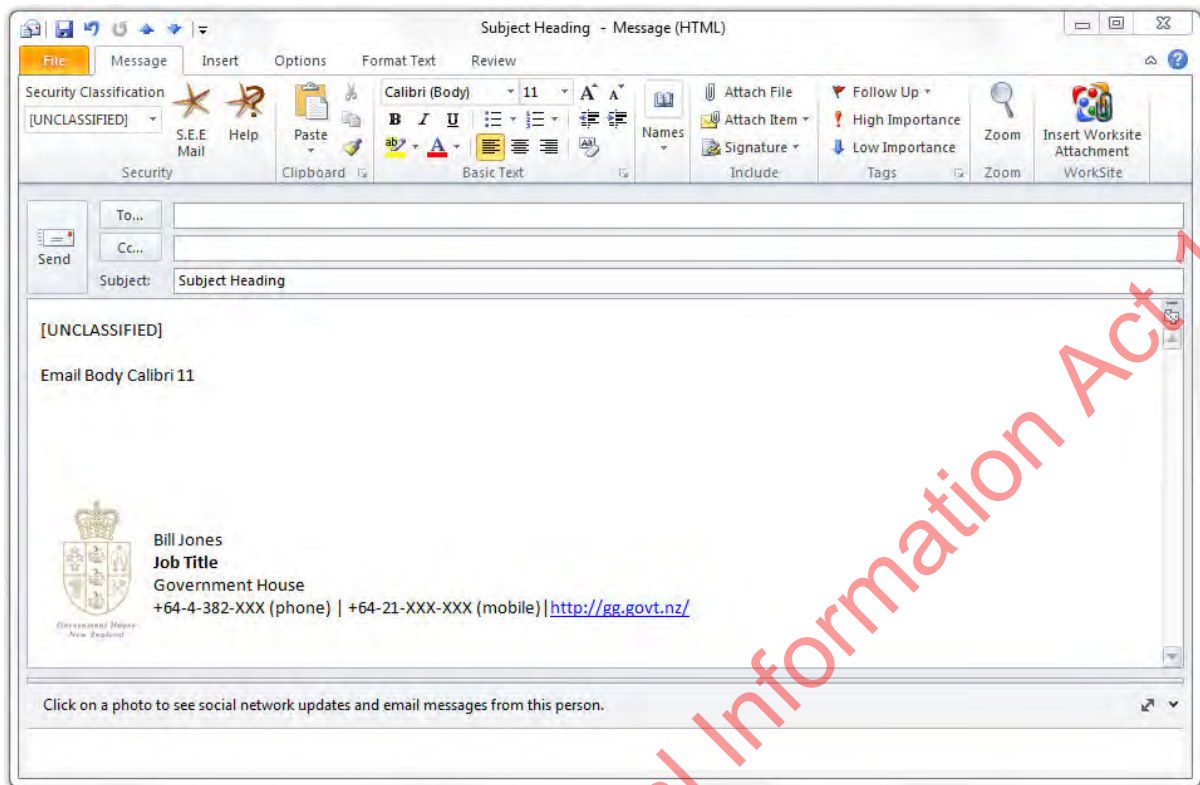 Subject Heading - Message (HTML)
File Message Insert Options Format Text Review
Security Classification
[UNCLASSIFIED]
S.E.E Mail
Help
Security
Paste
Clipboard
Calibri (Body) 11
B I U
Basic Text
Names
Attach File
Attach Item
Signature
Include
Follow Up
High Importance
Low Importance
Tags
Zoom
Zoom
Insert Worksite
Attachment
WorkSite
Send
To...
Cc...
Subject: Subject Heading
[UNCLASSIFIED]
Email Body Calibri 11
Bill Jones
Job Title
Government House
+64-4-382-XXX (phone) | +64-21-XXX-XXX (mobile)|http://gg.govt.nz/
Government House
New Zealand
Click on a photo to see social network updates and email messages from this person.
Information Act 1